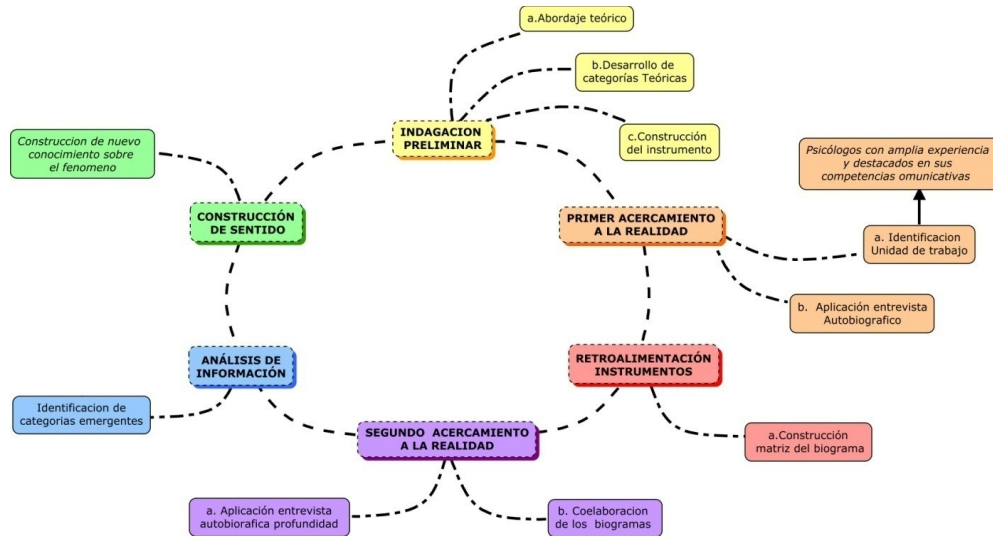 a.Abordaje teórico
b.Desarrollo de
categorías Teóricas
INDAGACION
PRELIMINAR
c.Construcción
del instrumento
Construccion de nuevo
conocimiento sobre
el fenomeno
Psicólogos con amplia experiencia
y destacados en sus
competencias omunicativas
CONSTRUCCIÓN
DE SENTIDO
PRIMER ACERCAMIENTO
A LA REALIDAD
a. Identificacion
Unidad de trabajo
b. Aplicación entrevista
Autobiografico
ANÁLISIS DE
INFORMACIÓN
RETROALIMENTACIÓN
INSTRUMENTOS
Identificacion de
categorias emergentes
SEGUNDO ACERCAMIENTO
A LA REALIDAD
a.Construcción
matriz del biograma
a. Aplicación entrevista
autobiorafica profundidad
b. Coelaboracion
de los biogramas